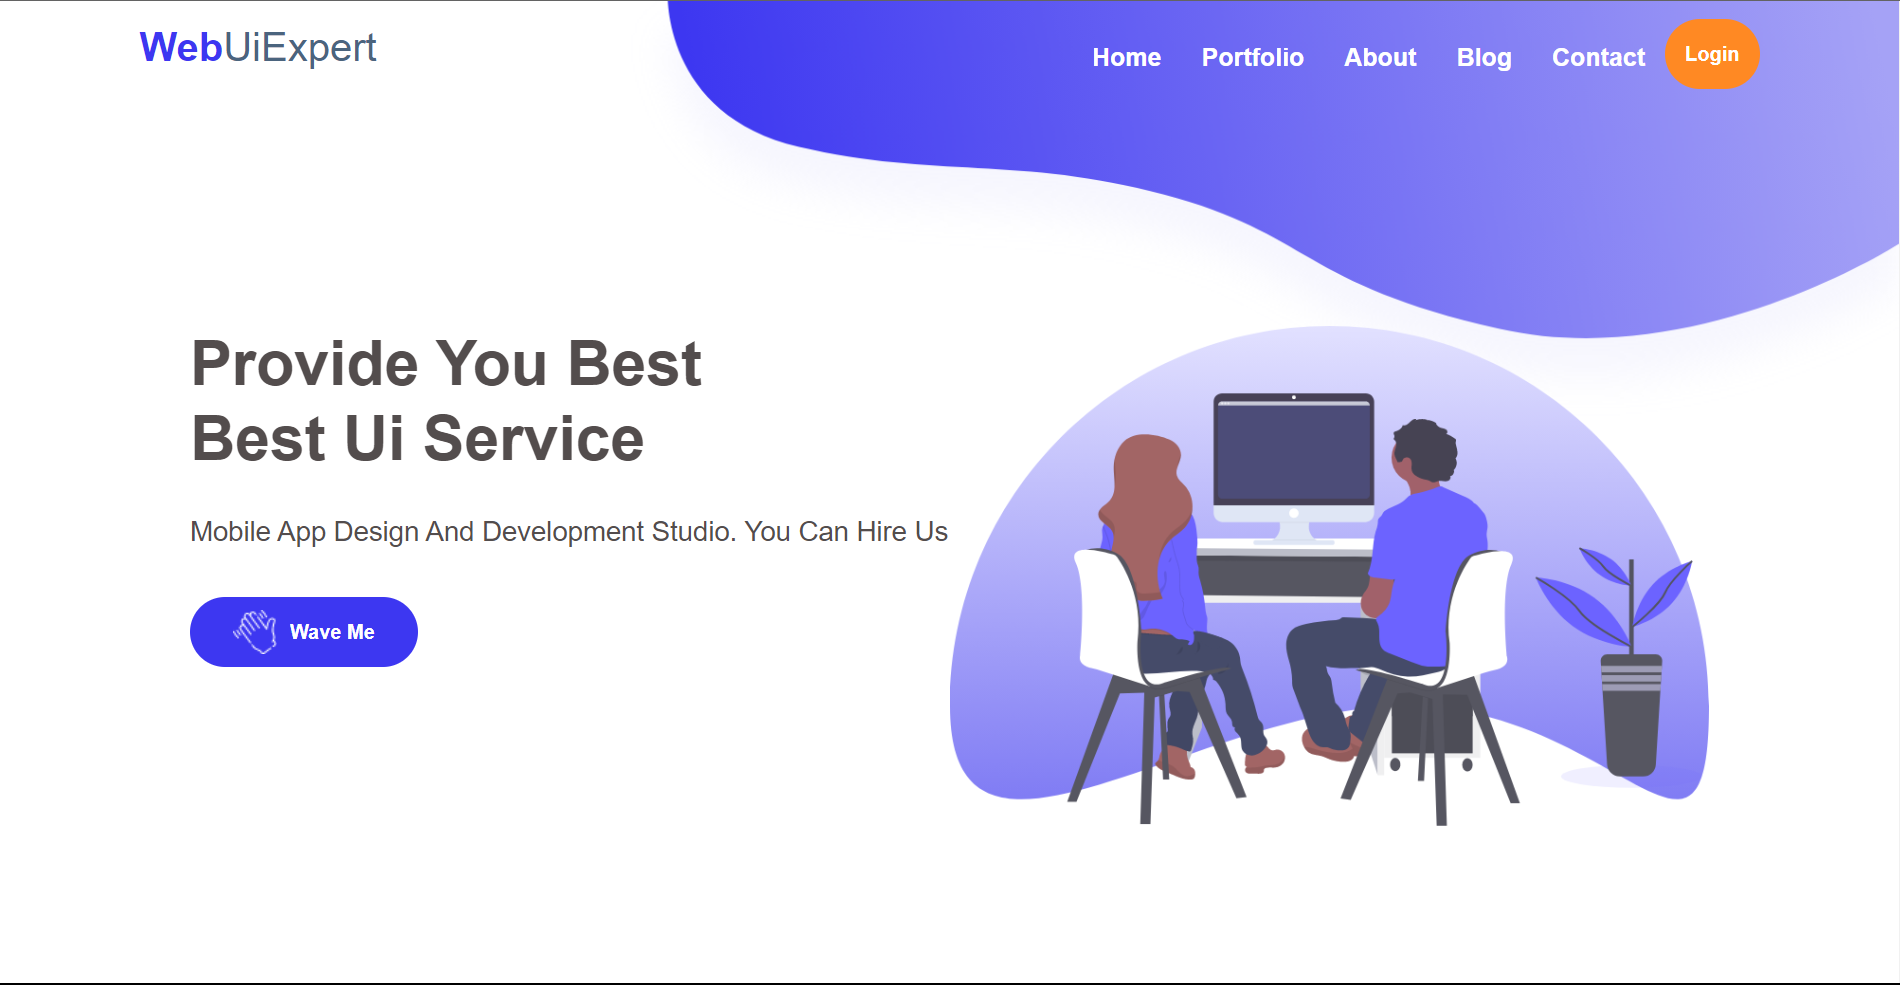 WebUiExpert
Home Portfolio About Blog Contact Login
Provide You Best
Best Ui Service
Mobile App Design And Development Studio. You Can Hire Us
Wave Me